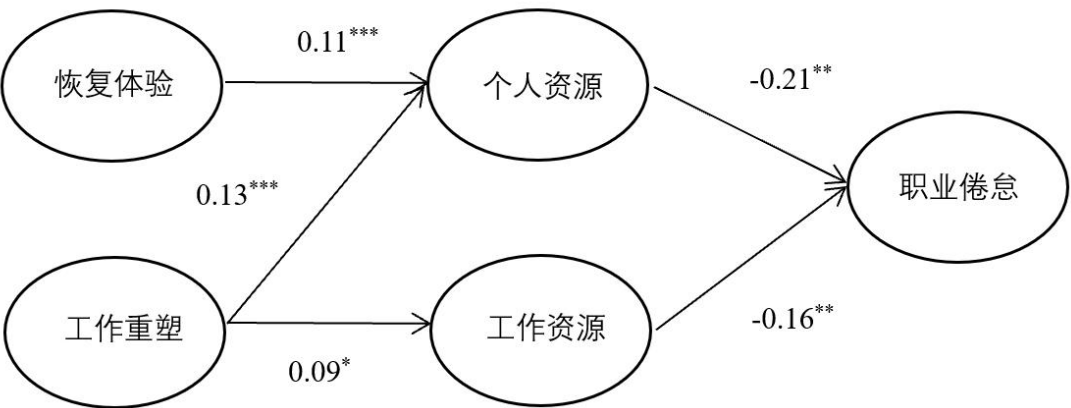 0.11***
恢复体验
个人资源
-0.21**
0.13***
职业倦怠
工作重塑
工作资源
-0.16**
0.09*